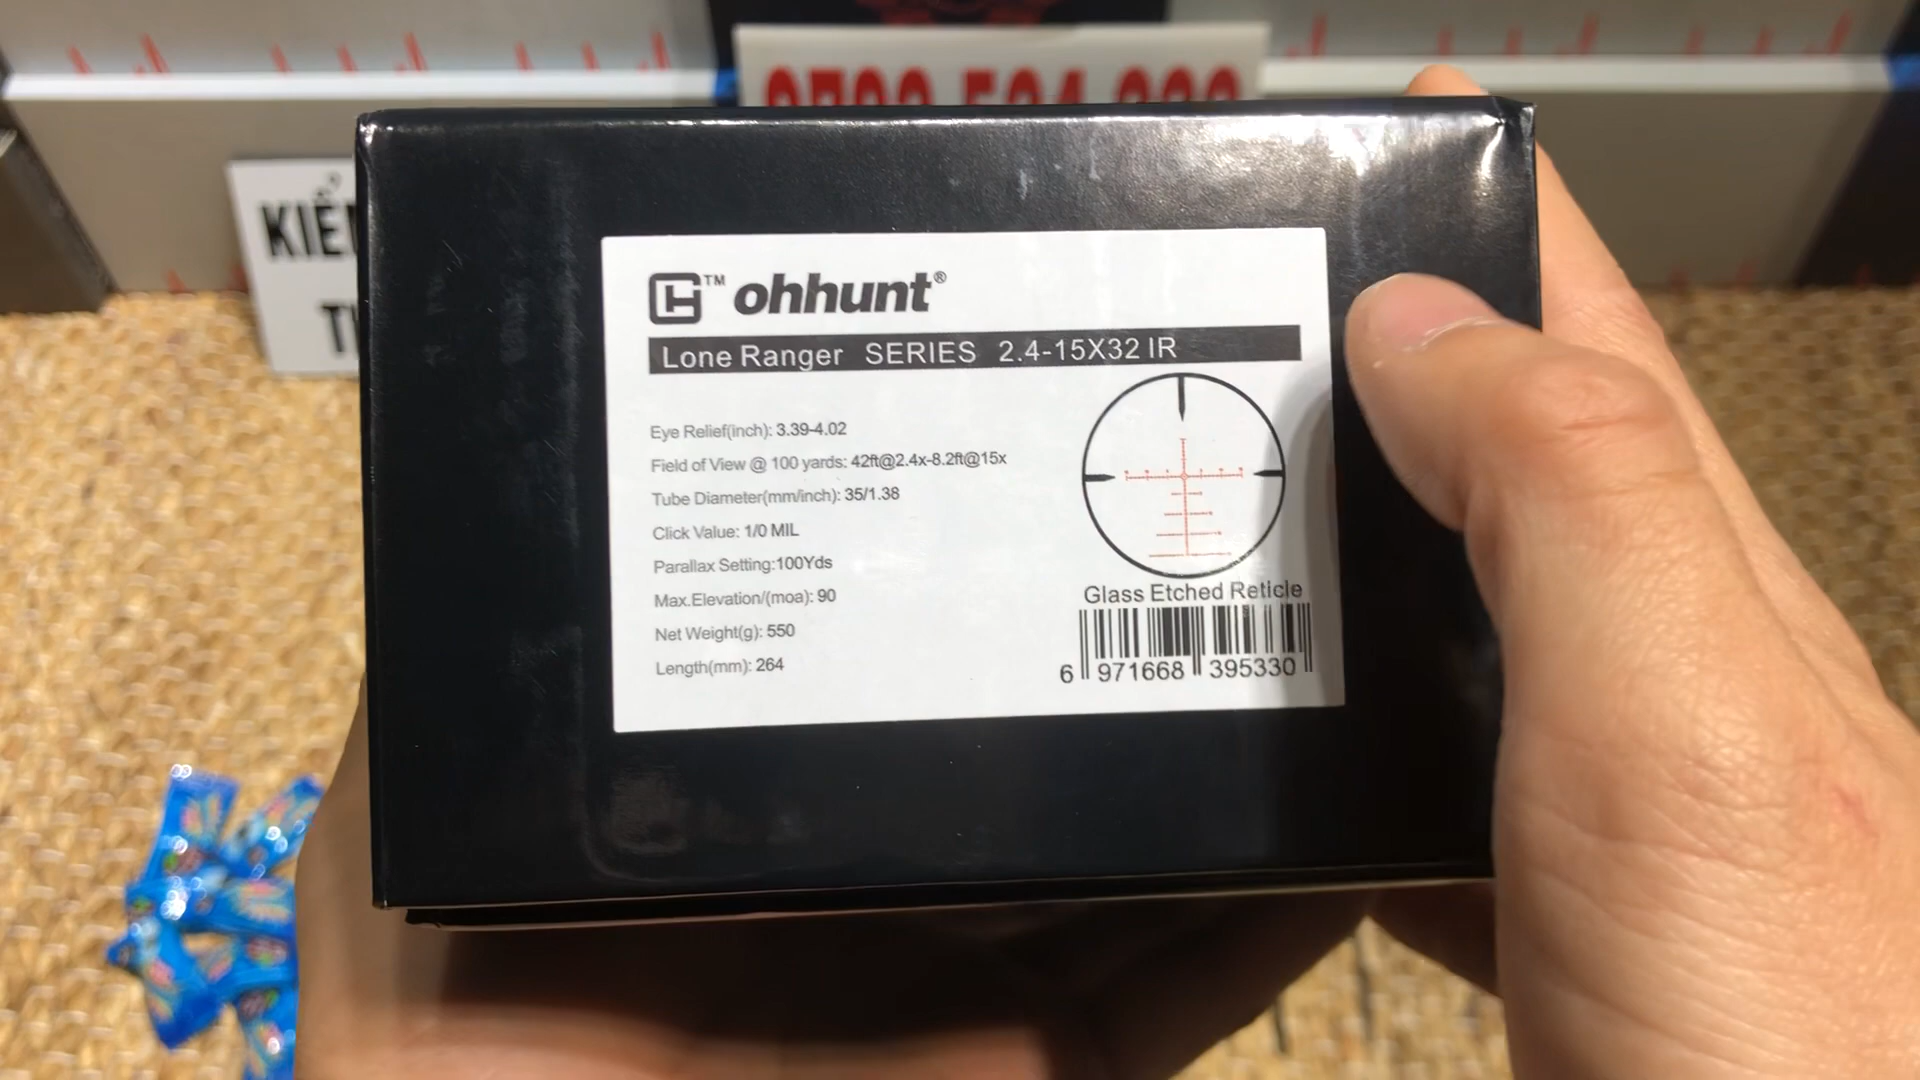 KIỂ
TM ohhunt®
Lone Ranger SERIES 2.4-15X32 IR
Eye Relief(inch): 3.39-4.02
Field of View @ 100 yards: 42ft@2.4x-8.2ft@15x
Tube Diameter(mm/inch): 35/1.38
Click Value: 1/0 MIL
Parallax Setting:100Yds
Max.Elevation/(moa): 90
Net Weight(g): 550
Length(mm): 264
Glass Etched Reticle
6 971668 395330